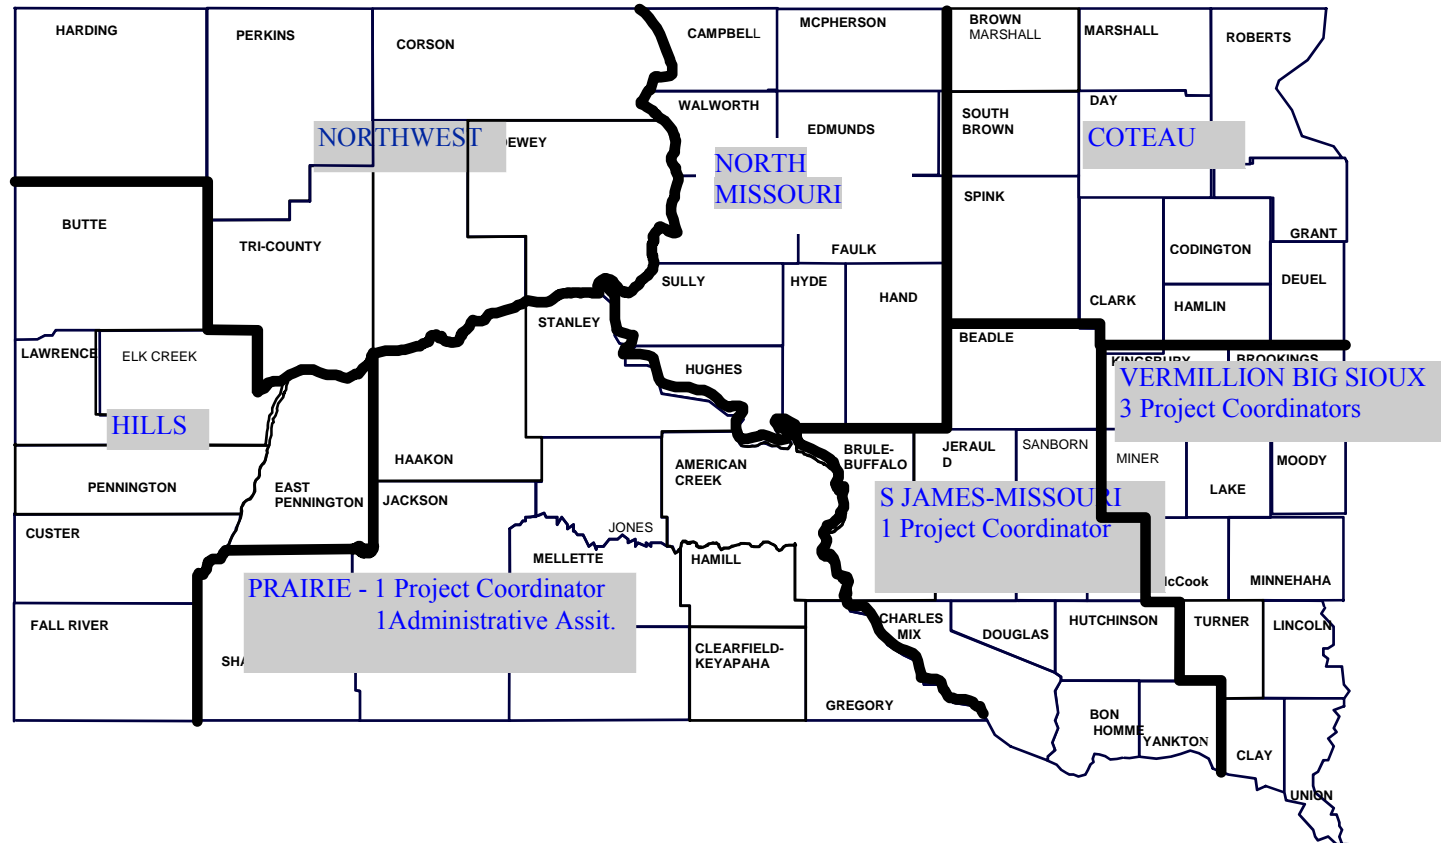 HARDING
PERKINS
CORSON
CAMPBELL
MCPHERSON
BROWN
MARSHALL
MARSHALL
ROBERTS
WALWORTH
EDMUNDS
SOUTH
BROWN
DAY
NORTHWEST
EWEY
NORTH
MISSOURI
COTEAU
BUTTE
TRI-COUNTY
FAULK
SPINK
CODINGTON
GRANT
SULLY
HYDE
HAND
CLARK
HAMLIN
DEUEL
STANLEY
BEADLE
LAWRENCE
ELK CREEK
HUGHES
KINGSBURY
BROOKINGS
VERMILLION BIG SIOUX
3 Project Coordinators
HILLS
HAAKON
AMERICAN
CREEK
BRULE-
BUFFALO
JERAUL
D
SANBORN
MINER
LAKE
MOODY
PENNINGTON
EAST
PENNINGTON
JACKSON
S JAMES-MISSOURI
1 Project Coordinator
CUSTER
JONES
MELLETTE
HAMILL
McCook
MINNEHAHA
PRAIRIE - 1 Project Coordinator
1Administrative Assit.
FALL RIVER
SHA
CLEARFIELD-
KEYAPAHA
CHARLES
MIX
DOUGLAS
HUTCHINSON
TURNER
LINCOLN
GREGORY
BON
HOMME
YANKTON
CLAY
UNION